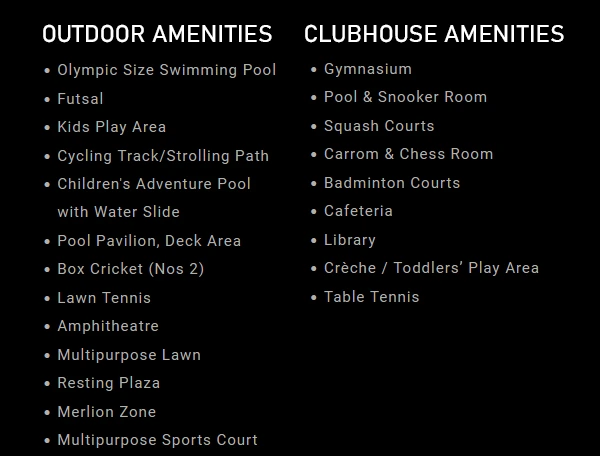 OUTDOOR AMENITIES
• Olympic Size Swimming Pool
• Futsal
• Kids Play Area
• Cycling Track/Strolling Path
• Children's Adventure Pool
with Water Slide
• Pool Pavilion, Deck Area
• Box Cricket (Nos 2)
• Lawn Tennis
• Amphitheatre
• Multipurpose Lawn
• Resting Plaza
• Merlion Zone
• Multipurpose Sports Court
CLUBHOUSE AMENITIES
• Gymnasium
• Pool & Snooker Room
• Squash Courts
• Carrom & Chess Room
• Badminton Courts
• Cafeteria
• Library
• Crèche / Toddlers’ Play Area
• Table Tennis